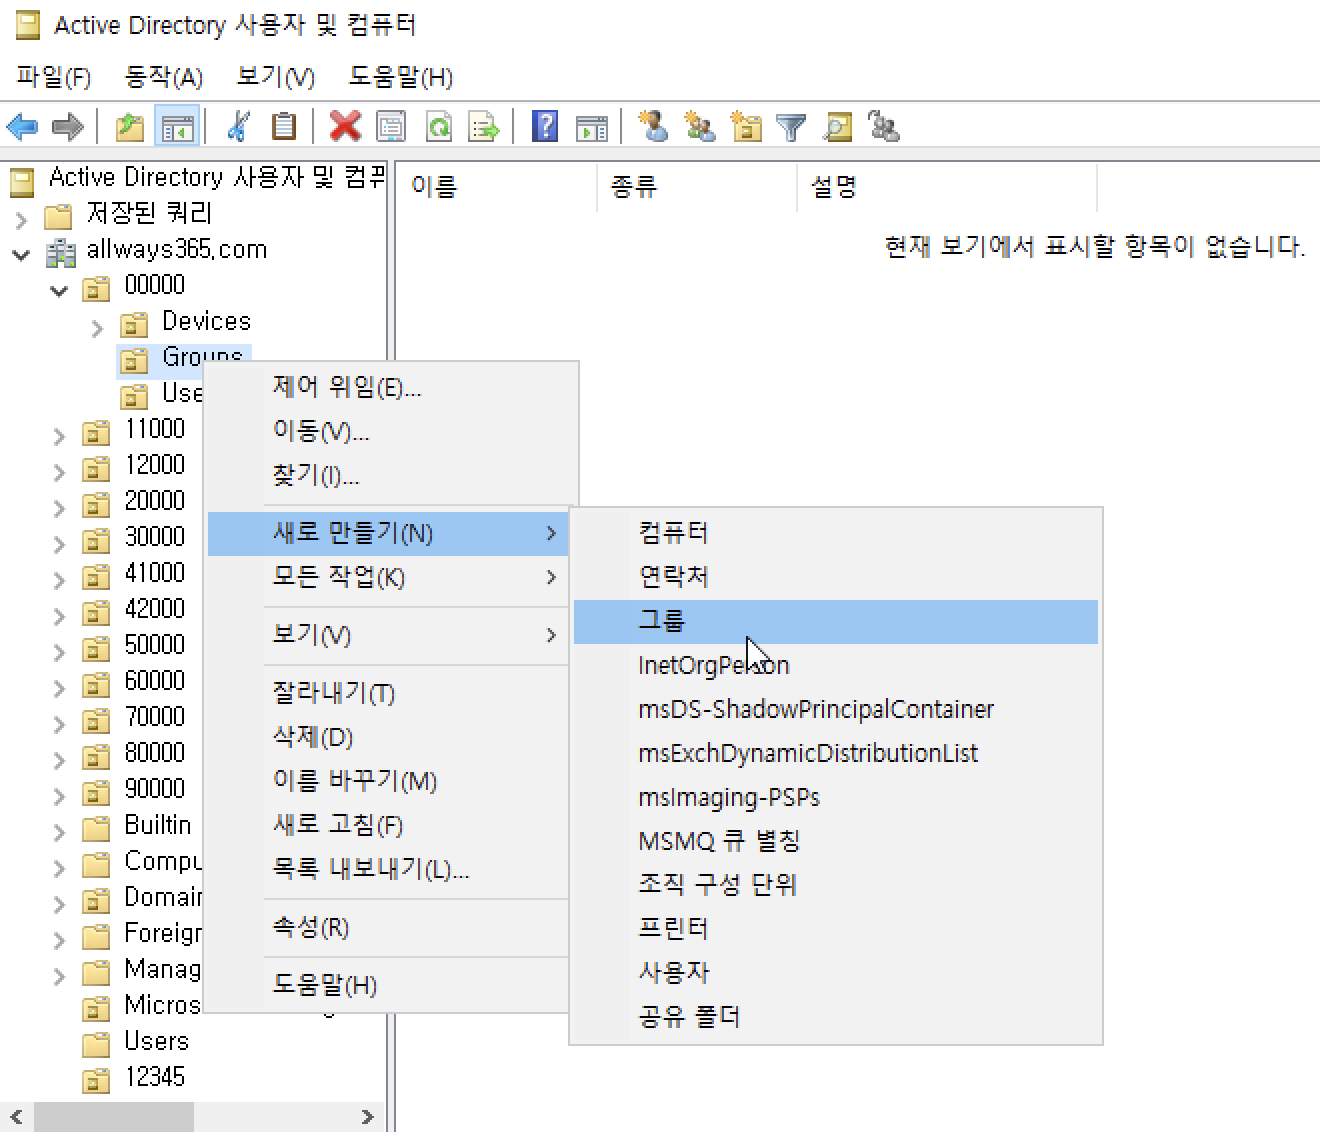 Active Directory 사용자 및 컴퓨터
파일(F) 동작(A) 보기(V) 도움말(H)
Active Directory 사용자 및 컴퓨
이름 종류 설명
저장된 쿼리
allways365.com
현재 보기에서 표시할 항목이 없습니다.
00000
Devices
Groups
Use
11000
12000
20000
30000
41000
42000
50000
60000
70000
80000
90000
Builtin
Compu
Domain
Foreign
Manag
Micros
Users
12345
제어 위임(E)...
이동(V)...
찾기(I)...
새로 만들기(N)
모든 작업(K)
보기(V)
잘라내기(T)
삭제(D)
이름 바꾸기(M)
새로 고침(F)
목록 내보내기(L)...
속성(R)
도움말(H)
컴퓨터
연락처
그룹
InetOrgPerson
msDS-ShadowPrincipalContainer
msExchDynamicDistributionList
msImaging-PSPs
MSMQ 큐 별칭
조직 구성 단위
프린터
사용자
공유 폴더